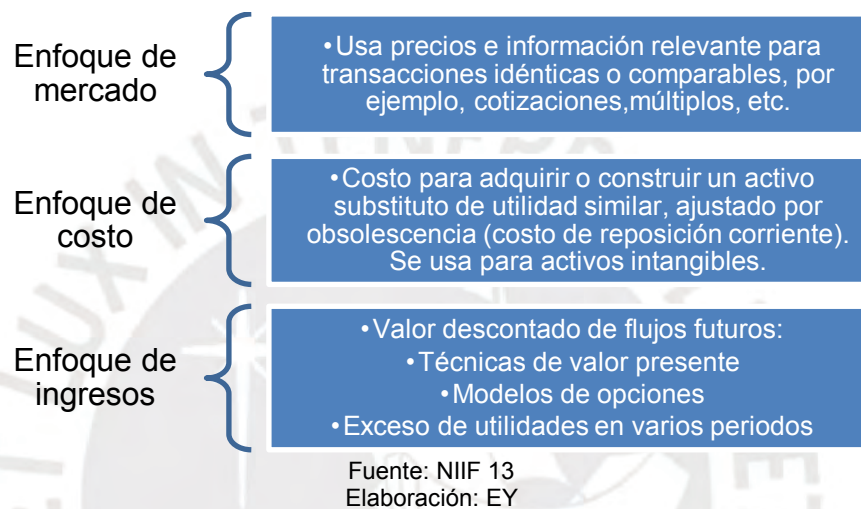 Enfoque de
mercado
•Usa precios e información relevante para
transacciones idénticas o comparables, por
ejemplo, cotizaciones,múltiplos, etc.
Enfoque de
costo
•Costo para adquirir o construir un activo
substituto de utilidad similar, ajustado por
obsolescencia (costo de reposición corriente).
Se usa para activos intangibles.
Enfoque de
ingresos
•Valor descontado de flujos futuros:
•Técnicas de valor presente
•Modelos de opciones
•Exceso de utilidades en varios periodos
Fuente: NIIF 13
Elaboración: EY